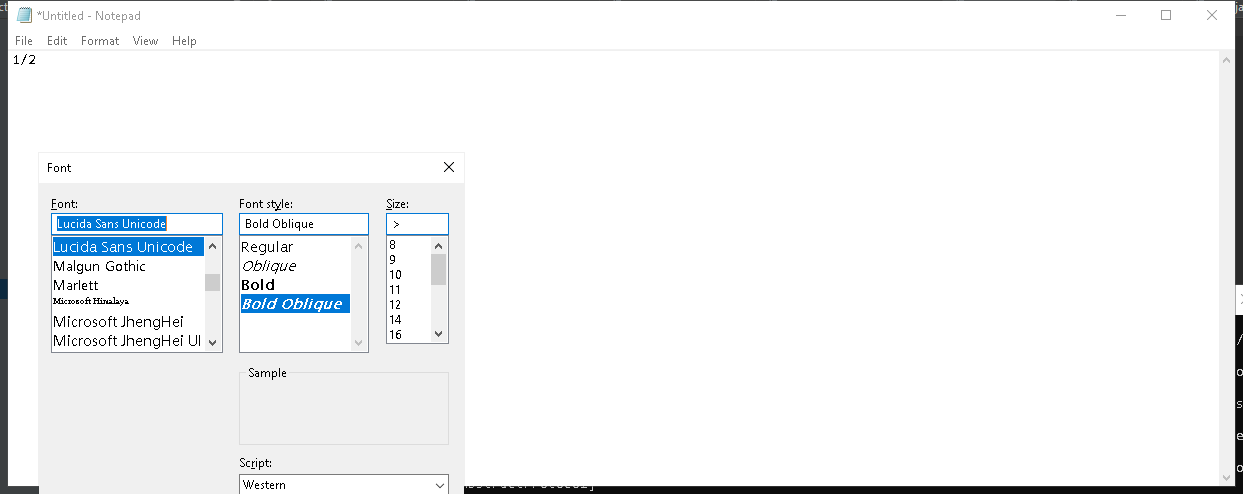 *Untitled - Notepad
File Edit Format View Help
1/2
Font
Font: Font style: Size:
Lucida Sans Unicode Bold Oblique >
Lucida Sans Unicode Regular 8
Malgun Gothic Oblique 9
Marlett Bold 10
Microsoft Himalaya Bold Oblique 11
Microsoft JhengHei 12
Microsoft JhengHei UI 14
16
Sample
Script:
Western